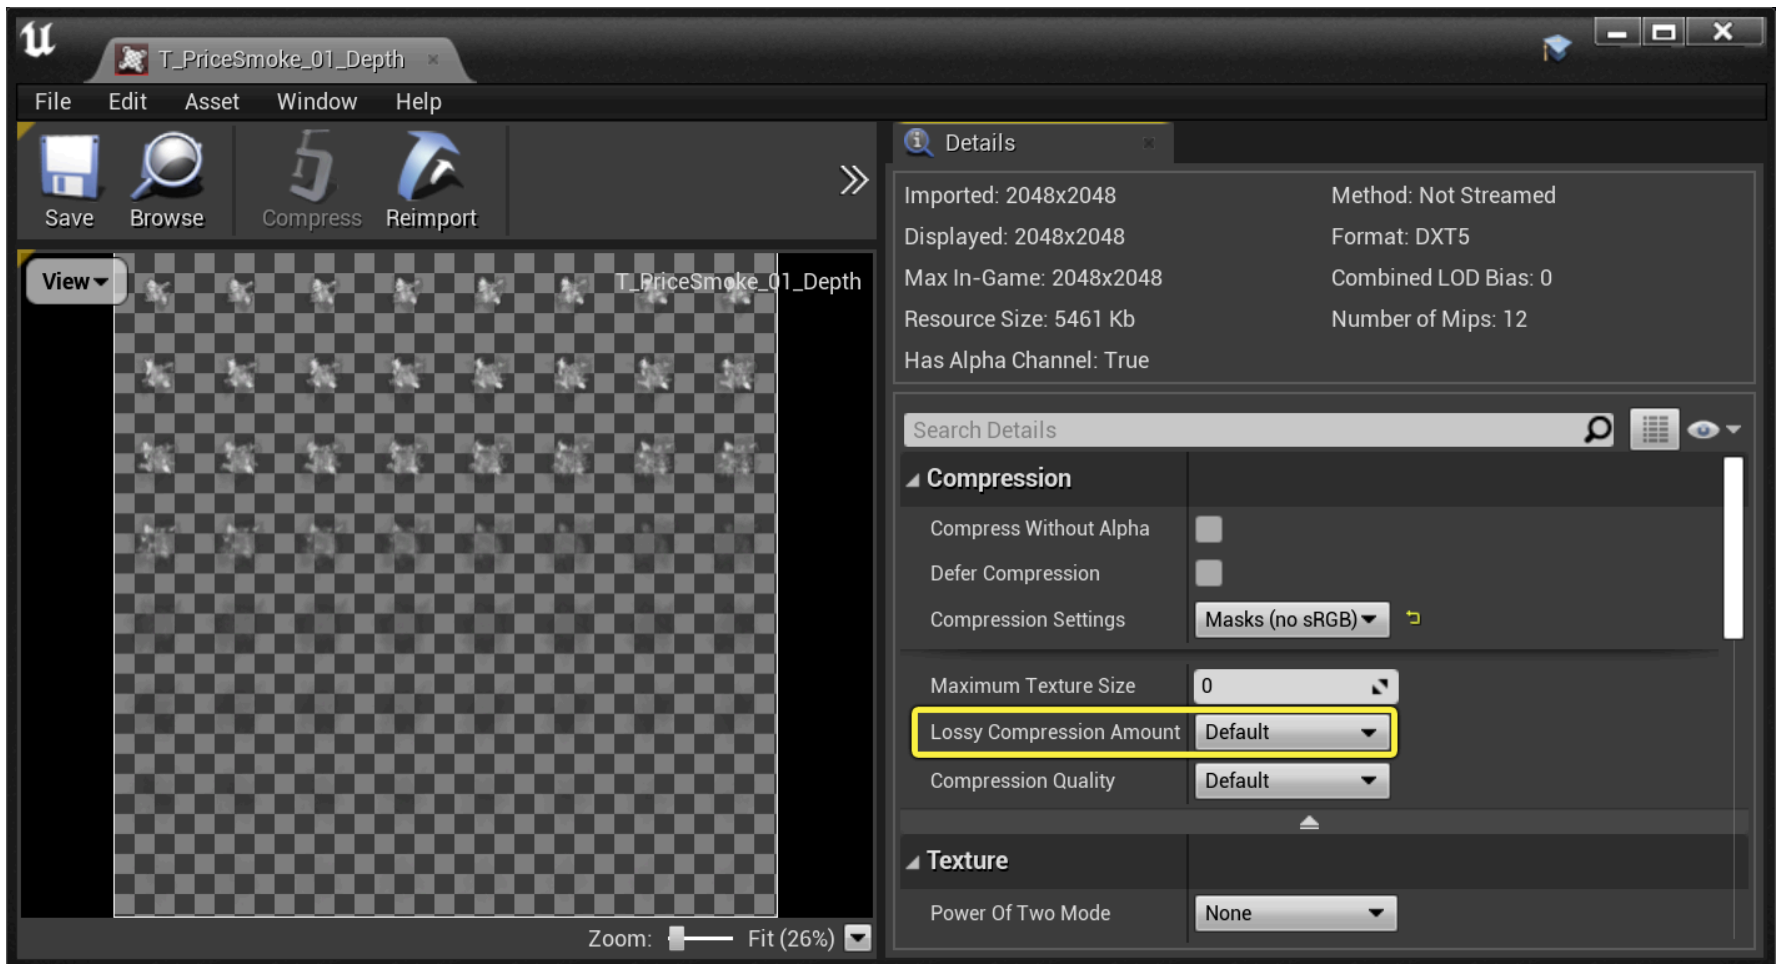 T_PriceSmoke_01_Depth
File Edit Asset Window Help
Save Browse Compress Reimport
View
T_PriceSmoke_01_Depth
Zoom: Fit (26%)
Details
Imported: 2048x2048
Method: Not Streamed
Displayed: 2048x2048
Format: DXT5
Max In-Game: 2048x2048
Combined LOD Bias: 0
Resource Size: 5461 Kb
Number of Mips: 12
Has Alpha Channel: True
Search Details
Compression
Compress Without Alpha
Defer Compression
Compression Settings Masks (no sRGB)
Maximum Texture Size 0
Lossy Compression Amount Default
Compression Quality Default
Texture
Power Of Two Mode None